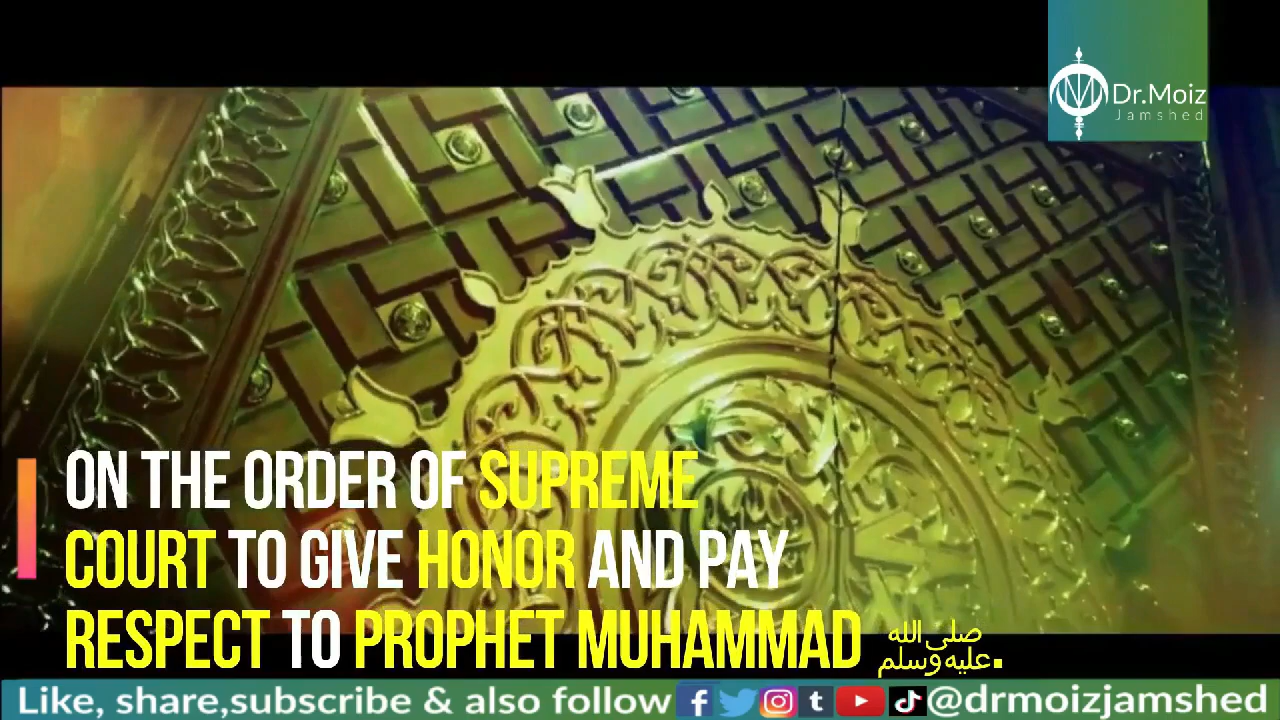 Dr.Moiz
Jamshed
ON THE ORDER OF SUPREME
COURT TO GIVE HONOR AND PAY
RESPECT TO PROPHET MUHAMMAD صلى الله عليه وسلم.
Like, share,subscribe & also follow @drmoizjamshed